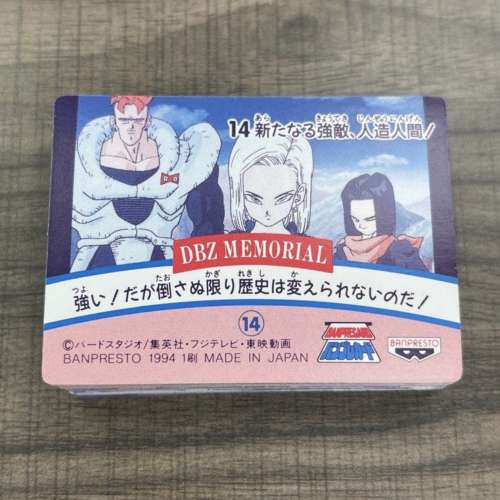 14 新たなる強敵、人造人間!
DBZ MEMORIAL
強い!だが倒さぬ限り歴史は変えられないのだ!
14
©バードスタジオ/集英社・フジテレビ・東映動画
BANPRESTO 1994 1刷 MADE IN JAPAN
BANPRESTO